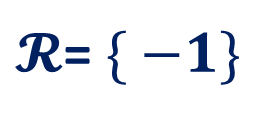 ℛ= { −1}